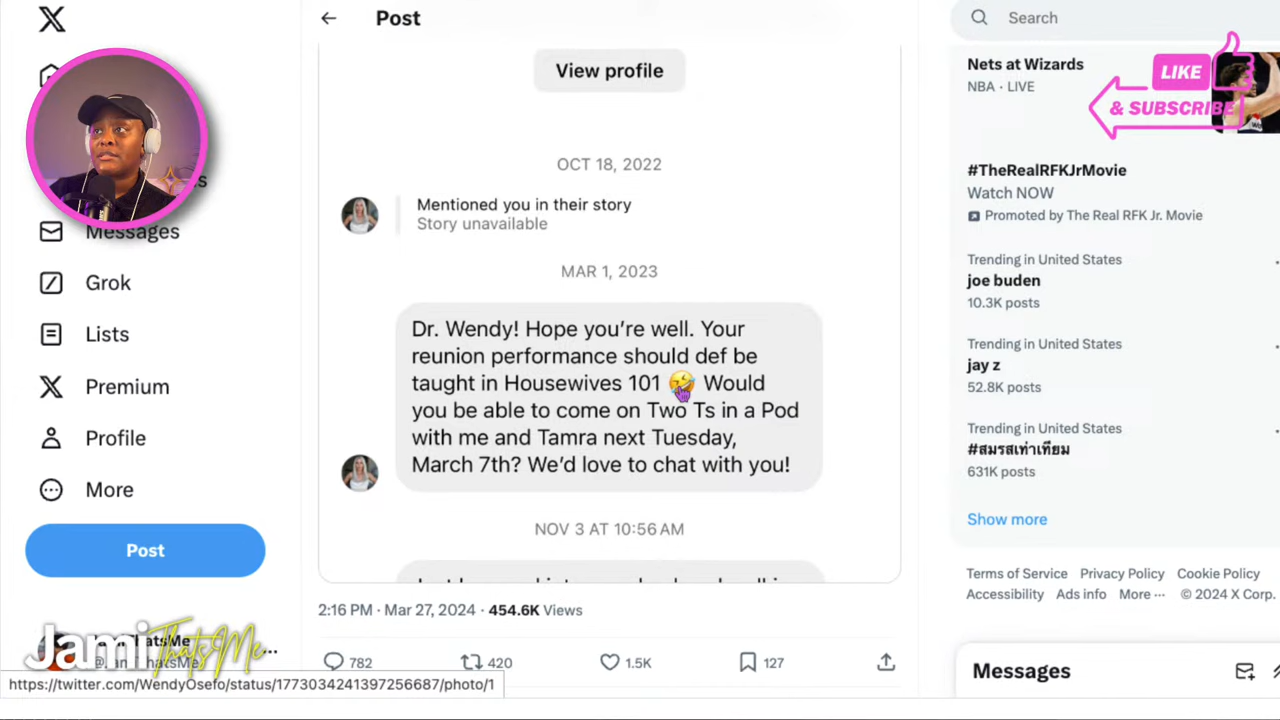 Post
View profile
OCT 18, 2022
Mentioned you in their story
Story unavailable
MAR 1, 2023
Dr. Wendy! Hope you're well. Your
reunion performance should def be
taught in Housewives 101 🤣 Would
you be able to come on Two Ts in a Pod
with me and Tamra next Tuesday,
March 7th? We'd love to chat with you!
NOV 3 AT 10:56 AM
2:16 PM · Mar 27, 2024 · 454.6K Views
782
420
1.5K
127
Messages
Grok
Lists
Premium
Profile
More
Post
JamiThatsMe
https://twitter.com/WendyOsefo/status/1773034241397256687/photo/1
Search
Nets at Wizards
NBA · LIVE
LIKE
& SUBSCRIBE
#TheRealRFKJrMovie
Watch NOW
Promoted by The Real RFK Jr. Movie
Trending in United States
joe buden
10.3K posts
Trending in United States
jay z
52.8K posts
Trending in United States
#สมรสเท่าเทียม
631K posts
Show more
Terms of Service Privacy Policy Cookie Policy
Accessibility Ads info More ··· © 2024 X Corp.
Messages